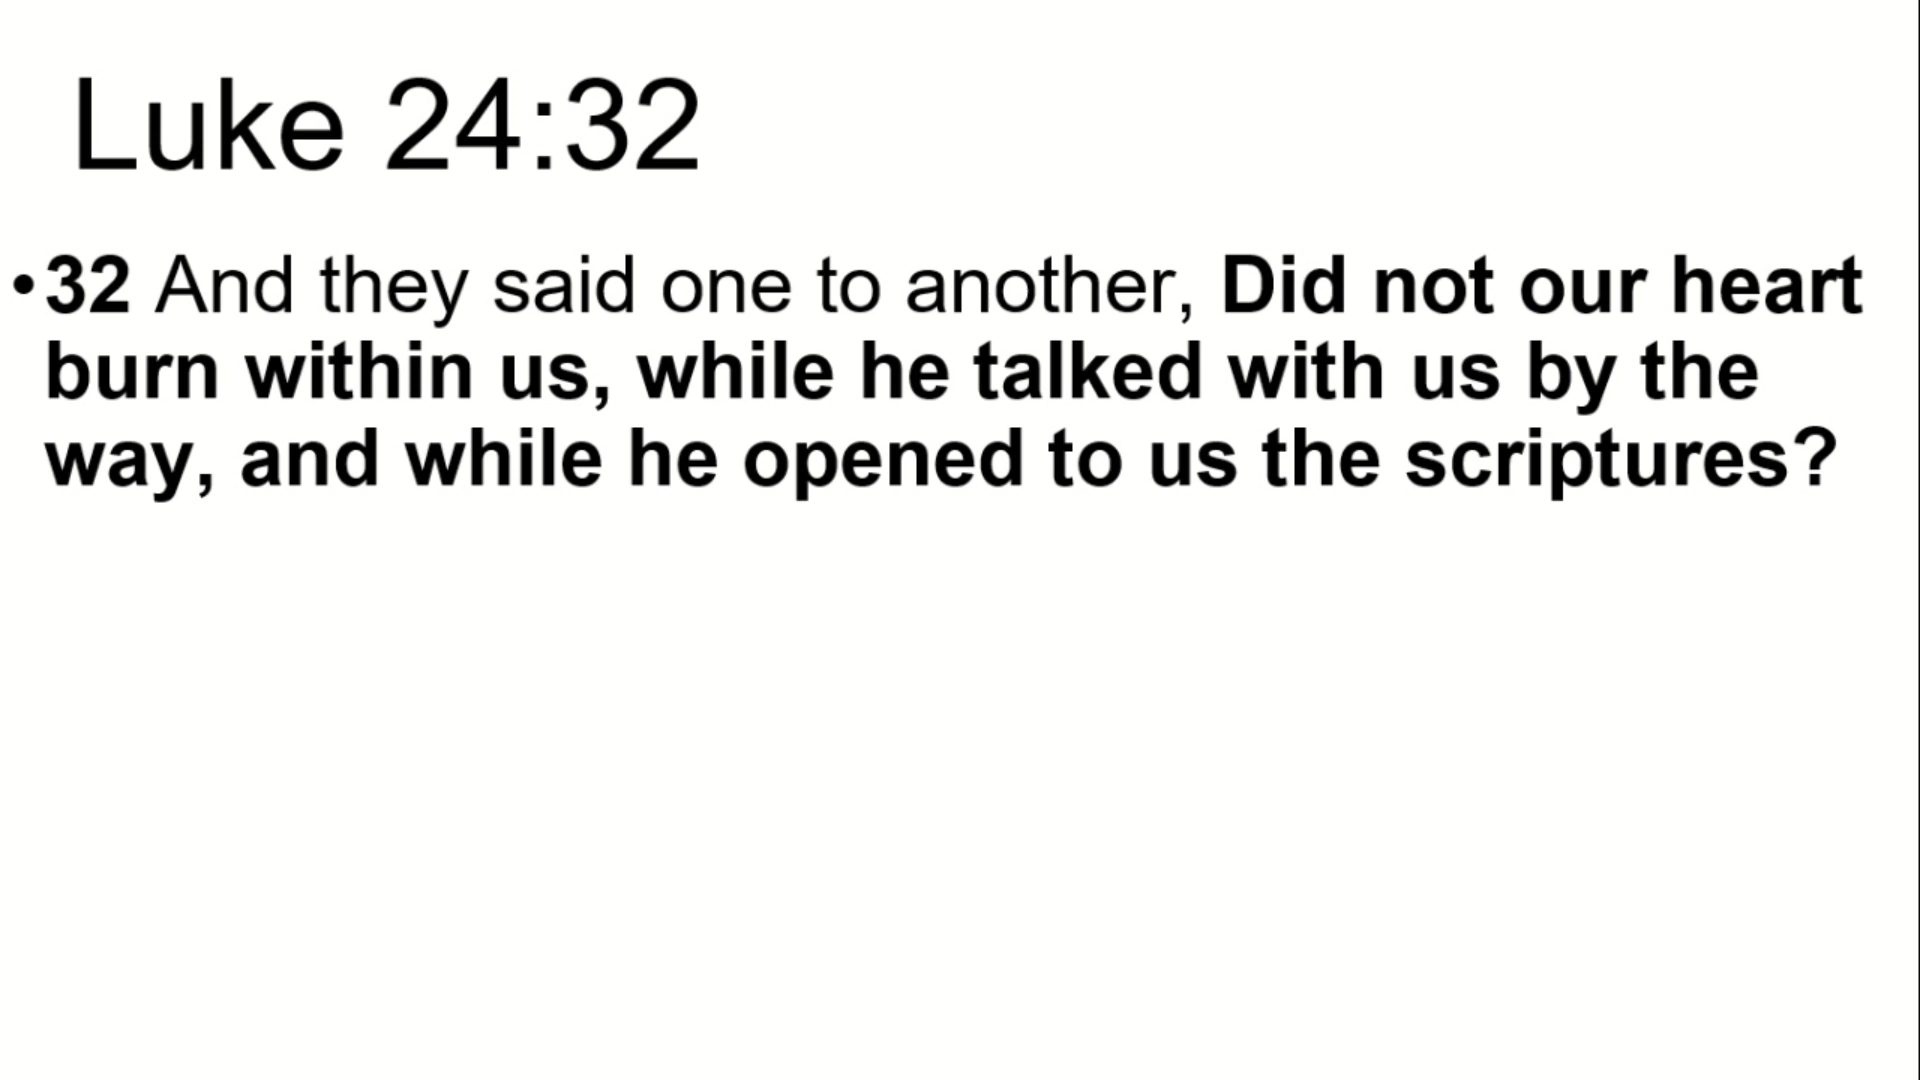 Luke 24:32
•32 And they said one to another, Did not our heart
burn within us, while he talked with us by the
way, and while he opened to us the scriptures?